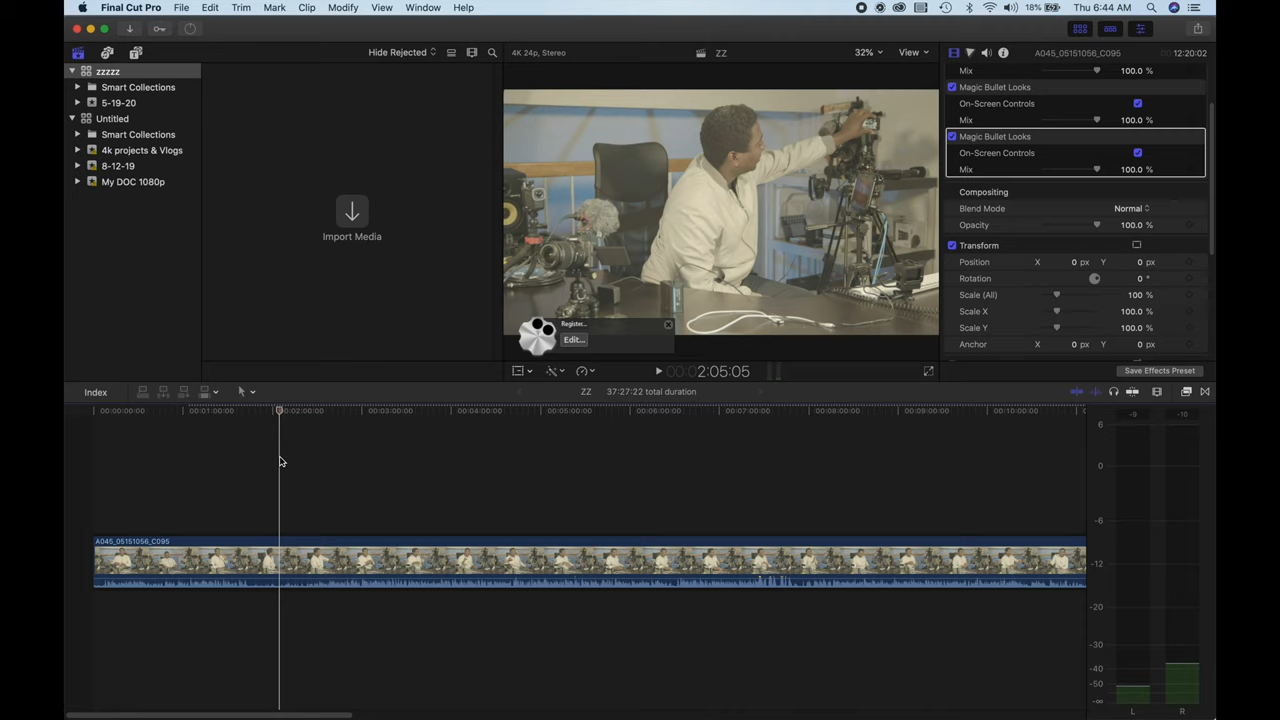 Final Cut Pro File Edit Trim Mark Clip Modify View Window Help 18% Thu 6:44 AM
Hide Rejected 4K 24p, Stereo ZZ 32% View A045_05151056_C095 12:20:02
zzzzz
Smart Collections
5-19-20
Untitled
Smart Collections
4k projects & Vlogs
8-12-19
My DOC 1080p
Import Media
Register...
Edit...
Mix 100.0 %
Magic Bullet Looks
On-Screen Controls
Mix 100.0 %
Magic Bullet Looks
On-Screen Controls
Mix 100.0 %
Compositing
Blend Mode Normal
Opacity 100.0 %
Transform
Position X 0 px Y 0 px
Rotation 0 °
Scale (All) 100 %
Scale X 100.0 %
Scale Y 100.0 %
Anchor X 0 px Y 0 px
00:02:05:05 Save Effects Preset
Index ZZ 37:27:22 total duration
00:00:00:00 00:01:00:00 00:02:00:00 00:03:00:00 00:04:00:00 00:05:00:00 00:06:00:00 00:07:00:00 00:08:00:00 00:09:00:00 00:10:00:00
A045_05151056_C095
-9 -10
6
0
-6
-12
-20
-30
-40
-50
-∞
L R